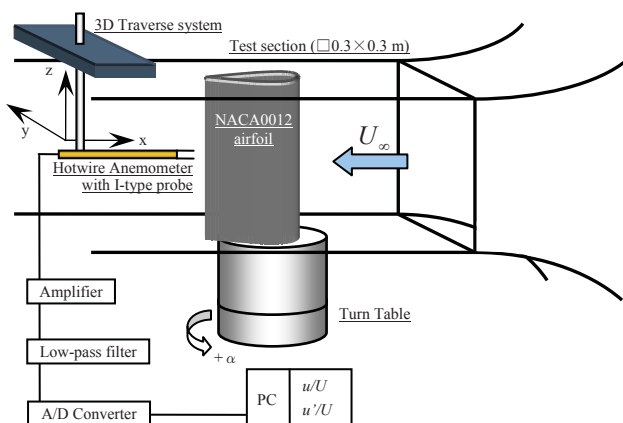 3D Traverse system
Test section (□0.3×0.3 m)
z
y
x
NACA0012
airfoil
U∞
Hotwire Anemometer
with I-type probe
Amplifier
Turn Table
+α
Low-pass filter
PC
u/U
u'/U
A/D Converter